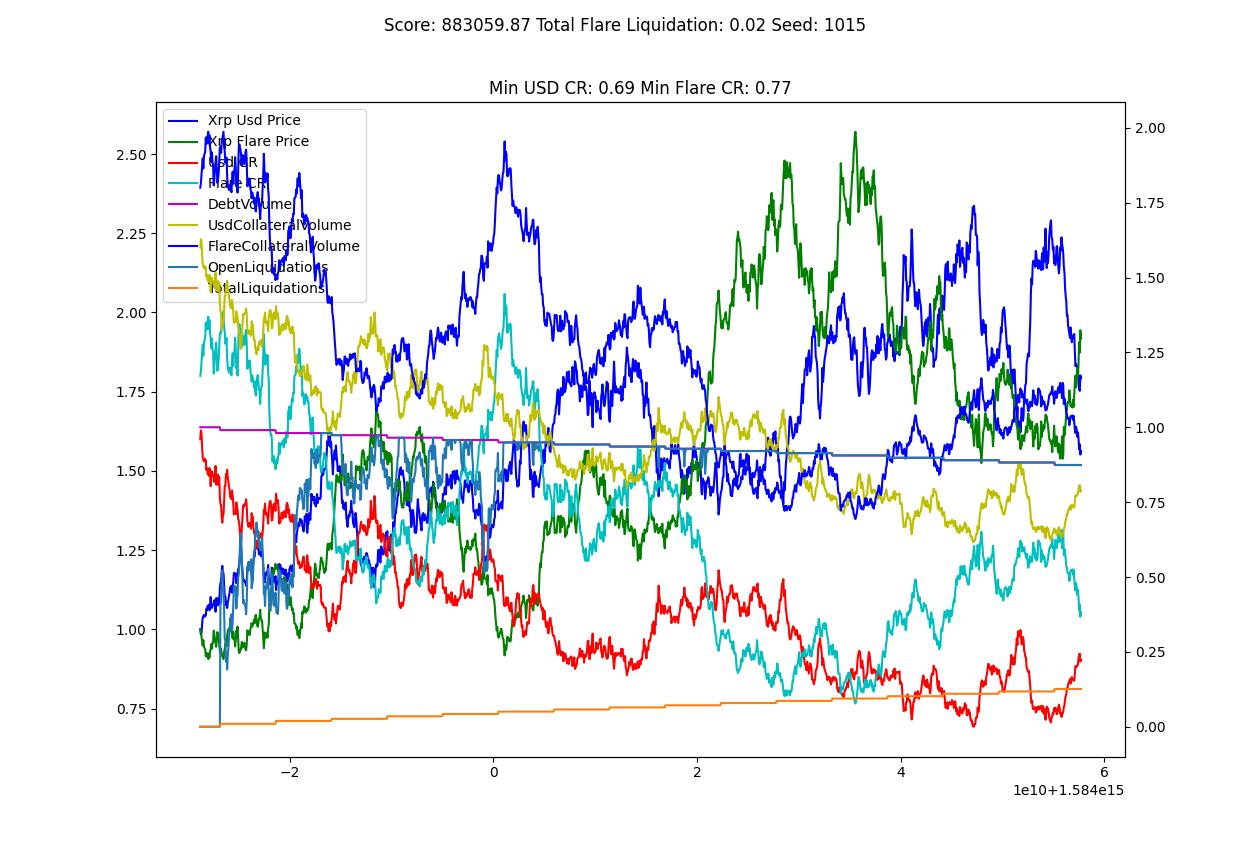 Score: 883059.87 Total Flare Liquidation: 0.02 Seed: 1015
Min USD CR: 0.69 Min Flare CR: 0.77
Xrp Usd Price
Xrp Flare Price
Usd CR
Flare CR
DebtVolume
UsdCollateralVolume
FlareCollateralVolume
OpenLiquidations
TotalLiquidations
2.50
2.25
2.00
1.75
1.50
1.25
1.00
0.75
2.00
1.75
1.50
1.25
1.00
0.75
0.50
0.25
0.00
−2
0
2
4
6
1e10+1.584e15